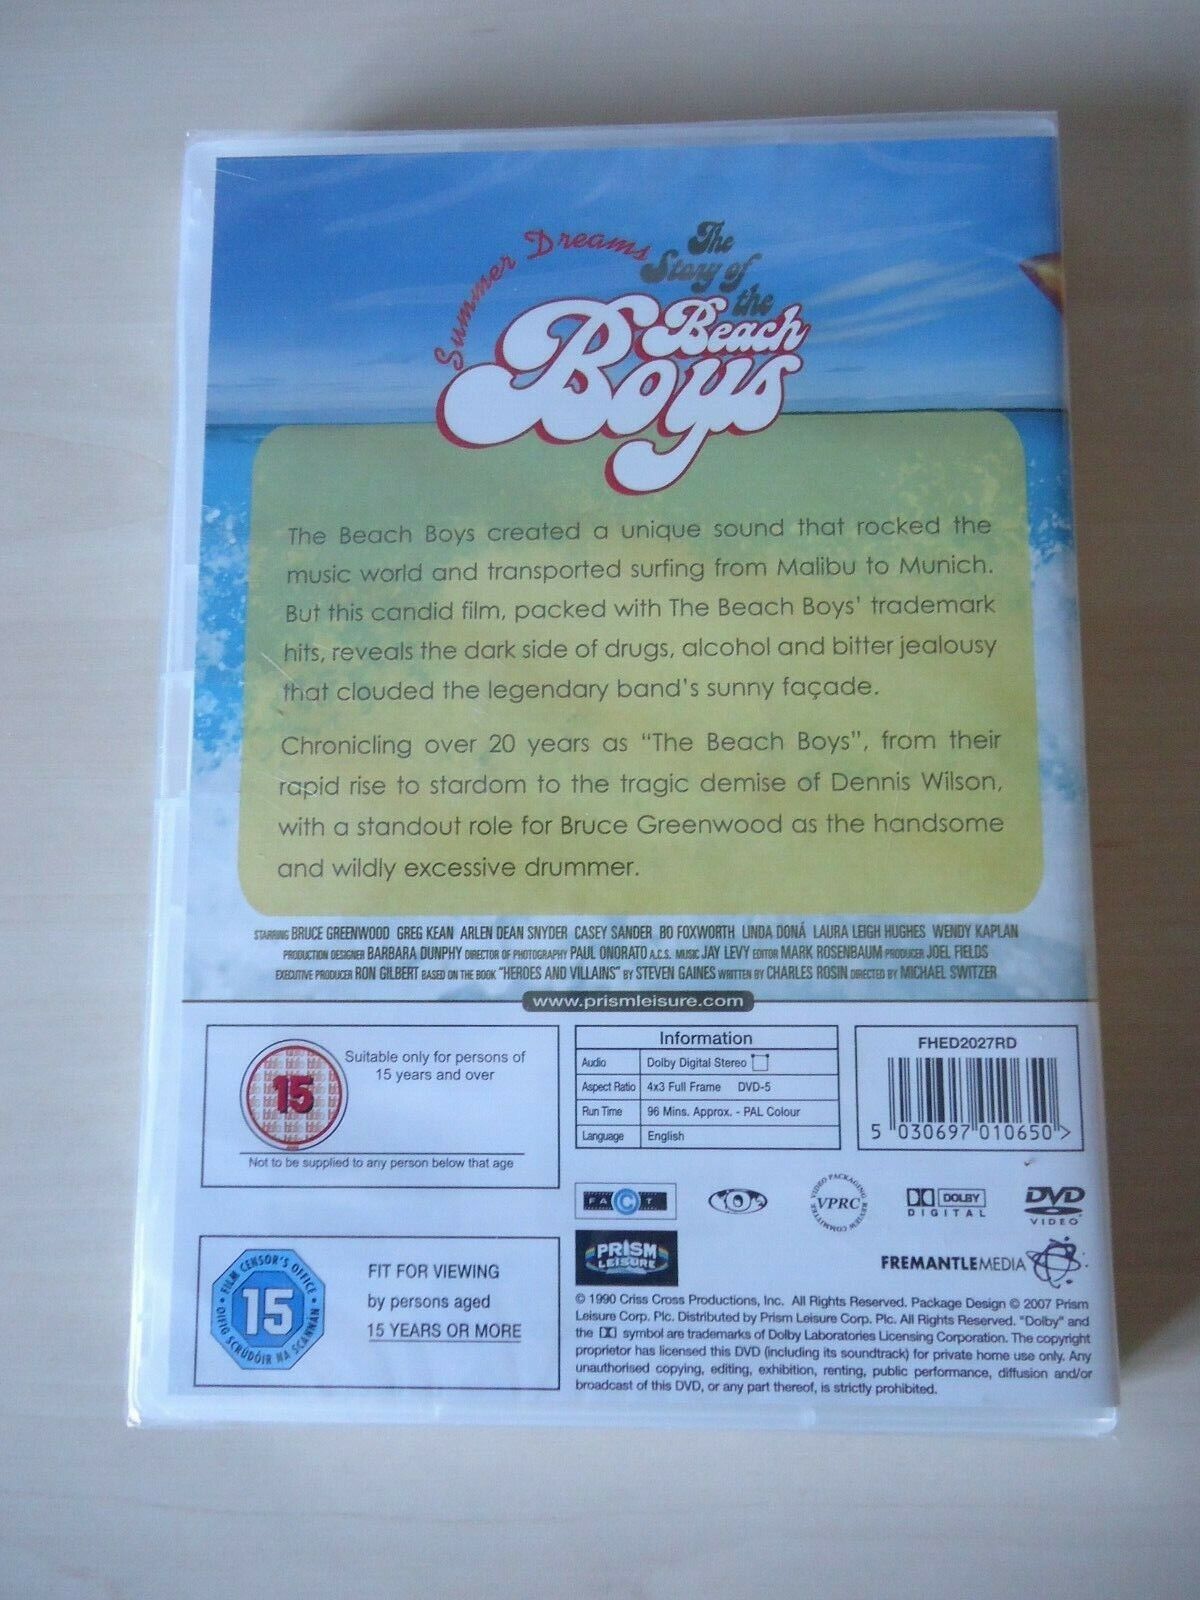 Summer Dreams
The
Story of
the
Beach
Boys
The Beach Boys created a unique sound that rocked the
music world and transported surfing from Malibu to Munich.
But this candid film, packed with The Beach Boys' trademark
hits, reveals the dark side of drugs, alcohol and bitter jealousy
that clouded the legendary band's sunny façade.
Chronicling over 20 years as "The Beach Boys", from their
rapid rise to stardom to the tragic demise of Dennis Wilson,
with a standout role for Bruce Greenwood as the handsome
and wildly excessive drummer.
STARRING BRUCE GREENWOOD GREG KEAN ARLEN DEAN SNYDER CASEY SANDER BO FOXWORTH LINDA DONÁ LAURA LEIGH HUGHES WENDY KAPLAN
PRODUCTION DESIGNER BARBARA DUNPHY DIRECTOR OF PHOTOGRAPHY PAUL ONORATO A.C.S. MUSIC JAY LEVY EDITOR MARK ROSENBAUM PRODUCER JOEL FIELDS
EXECUTIVE PRODUCER RON GILBERT BASED ON THE BOOK "HEROES AND VILLAINS" BY STEVEN GAINES WRITTEN BY CHARLES ROSIN DIRECTED BY MICHAEL SWITZER
www.prismleisure.com
15
Suitable only for persons of
15 years and over
Not to be supplied to any person below that age
Information
Audio Dolby Digital Stereo
Aspect Ratio 4x3 Full Frame DVD-5
Run Time 96 Mins. Approx. - PAL Colour
Language English
FHED2027RD
5 030697 010650 >
FACT
VIDEO PACKAGING REVIEW COMMITTEE
VPRC
DOLBY
DIGITAL
DVD
VIDEO
PRISM
LEISURE
FREMANTLEMEDIA
FILM CENSOR'S OFFICE
15
OIFIG SCRÚDÓIR NA SCANNÁN
FIT FOR VIEWING
by persons aged
15 YEARS OR MORE
© 1990 Criss Cross Productions, Inc. All Rights Reserved. Package Design © 2007 Prism
Leisure Corp. Plc. Distributed by Prism Leisure Corp. Plc. All Rights Reserved. "Dolby" and
the symbol are trademarks of Dolby Laboratories Licensing Corporation. The copyright
proprietor has licensed this DVD (including its soundtrack) for private home use only. Any
unauthorised copying, editing, exhibition, renting, public performance, diffusion and/or
broadcast of this DVD, or any part thereof, is strictly prohibited.